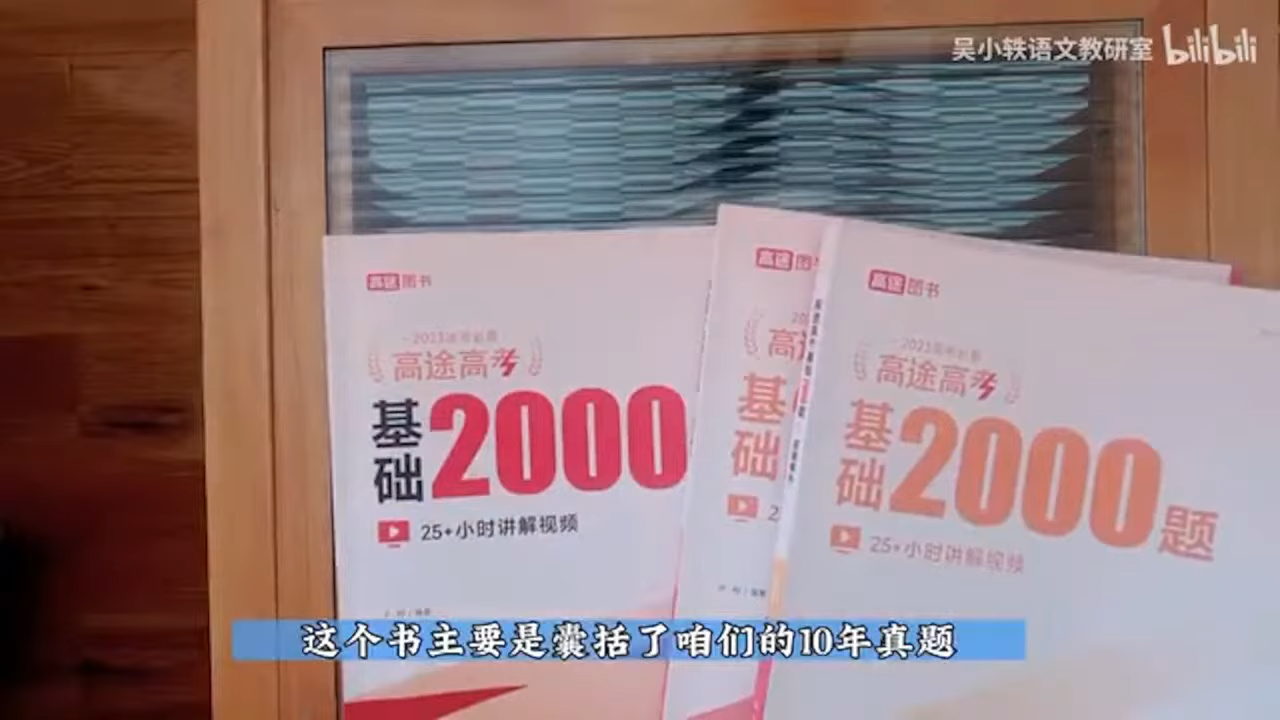 吴小轶语文教研室 bilibili
高途图书
高途高考
基础2000
25+小时讲解视频
高途图书
基础
高途图书
高途高考
基础2000题
25+小时讲解视频
这个书主要是囊括了咱们的10年真题